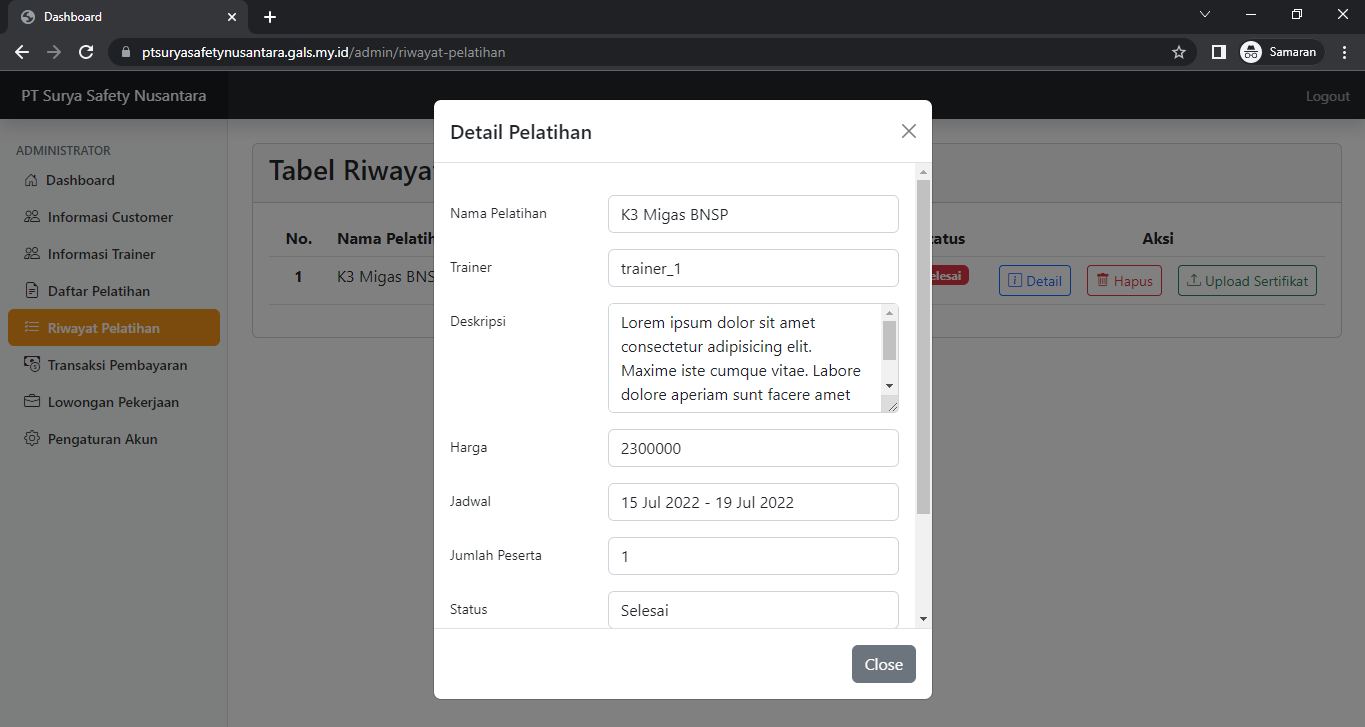 Dashboard
ptsuryasafetynusantara.gals.my.id/admin/riwayat-pelatihan
Samaran
PT Surya Safety Nusantara
Logout
ADMINISTRATOR
Dashboard
Informasi Customer
Informasi Trainer
Daftar Pelatihan
Riwayat Pelatihan
Transaksi Pembayaran
Lowongan Pekerjaan
Pengaturan Akun
Tabel Riwaya
No.
Nama Pelatih
tatus
Aksi
1
K3 Migas BNS
elesai
Detail
Hapus
Upload Sertifikat
Detail Pelatihan
Nama Pelatihan
K3 Migas BNSP
Trainer
trainer_1
Deskripsi
Lorem ipsum dolor sit amet
consectetur adipisicing elit.
Maxime iste cumque vitae. Labore
dolore aperiam sunt facere amet
Harga
2300000
Jadwal
15 Jul 2022 - 19 Jul 2022
Jumlah Peserta
1
Status
Selesai
Close